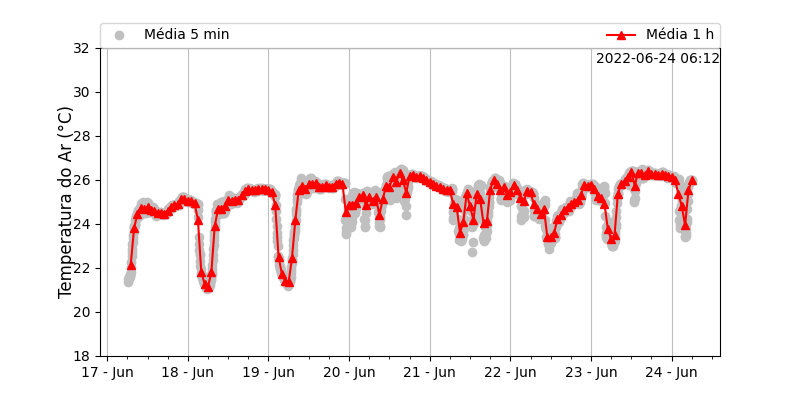 Média 5 min
Média 1 h
2022-06-24 06:12
Temperatura do Ar (°C)
32
30
28
26
24
22
20
18
17 - Jun
18 - Jun
19 - Jun
20 - Jun
21 - Jun
22 - Jun
23 - Jun
24 - Jun